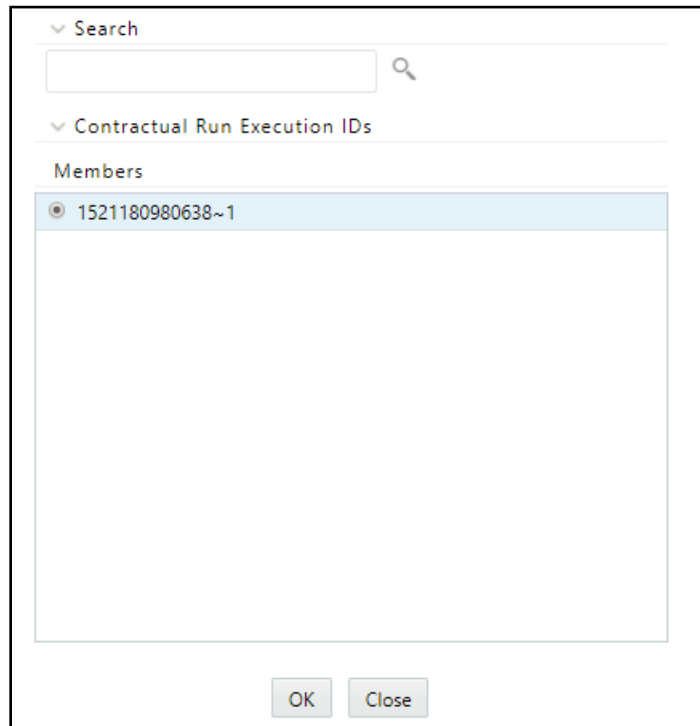 Search
Contractual Run Execution IDs
Members
1521180980638~1
OK Close